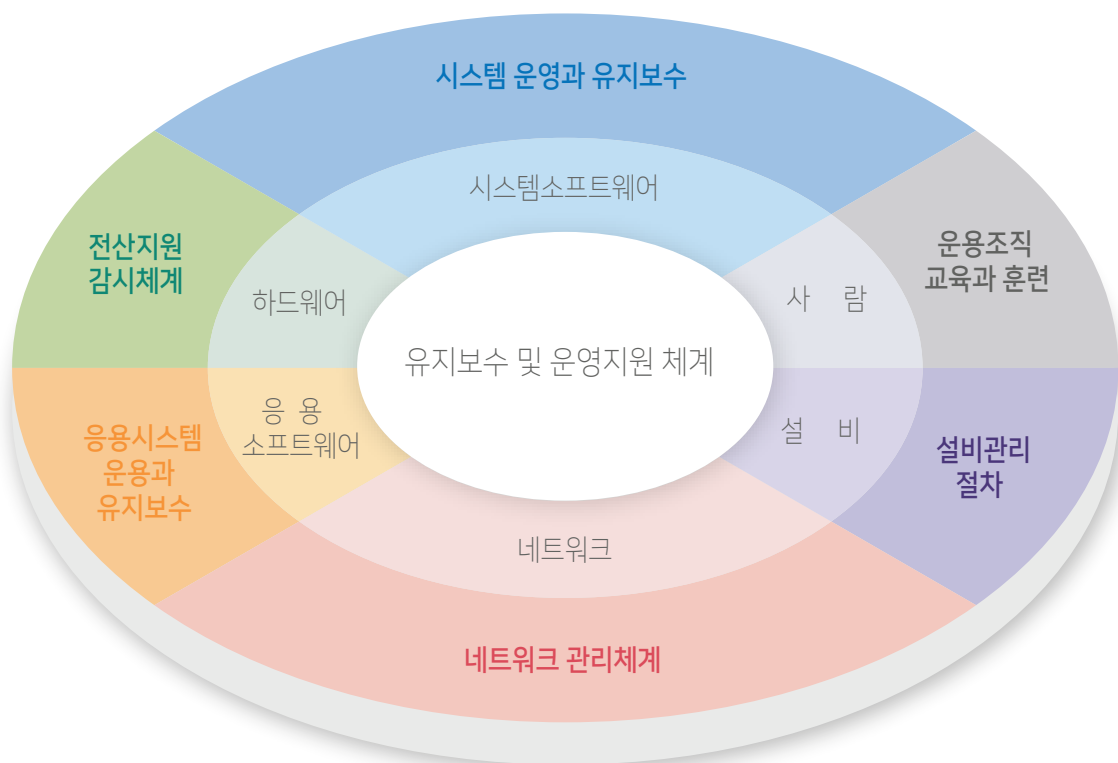 시스템 운영과 유지보수
시스템소프트웨어
전산지원
감시체계
하드웨어
사 람
운용조직
교육과 훈련
유지보수 및 운영지원 체계
응용시스템
운용과
유지보수
응 용
소프트웨어
설 비
설비관리
절차
네트워크
네트워크 관리체계